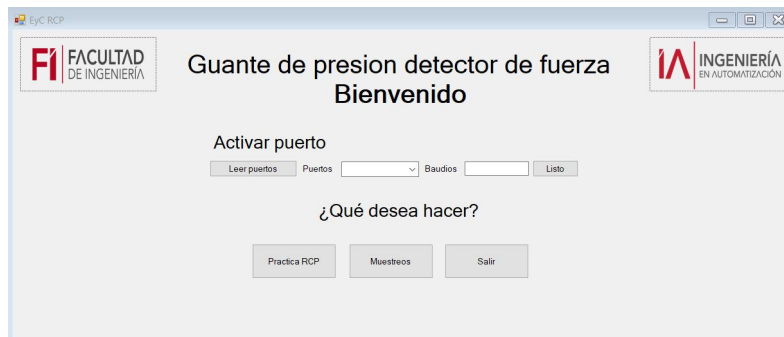 EyC RCP
FACULTAD
DE INGENIERÍA
Guante de presion detector de fuerza
Bienvenido
INGENIERÍA
EN AUTOMATIZACIÓN
Activar puerto
Leer puertos Puertos Baudios Listo
¿Qué desea hacer?
Practica RCP Muestreos Salir